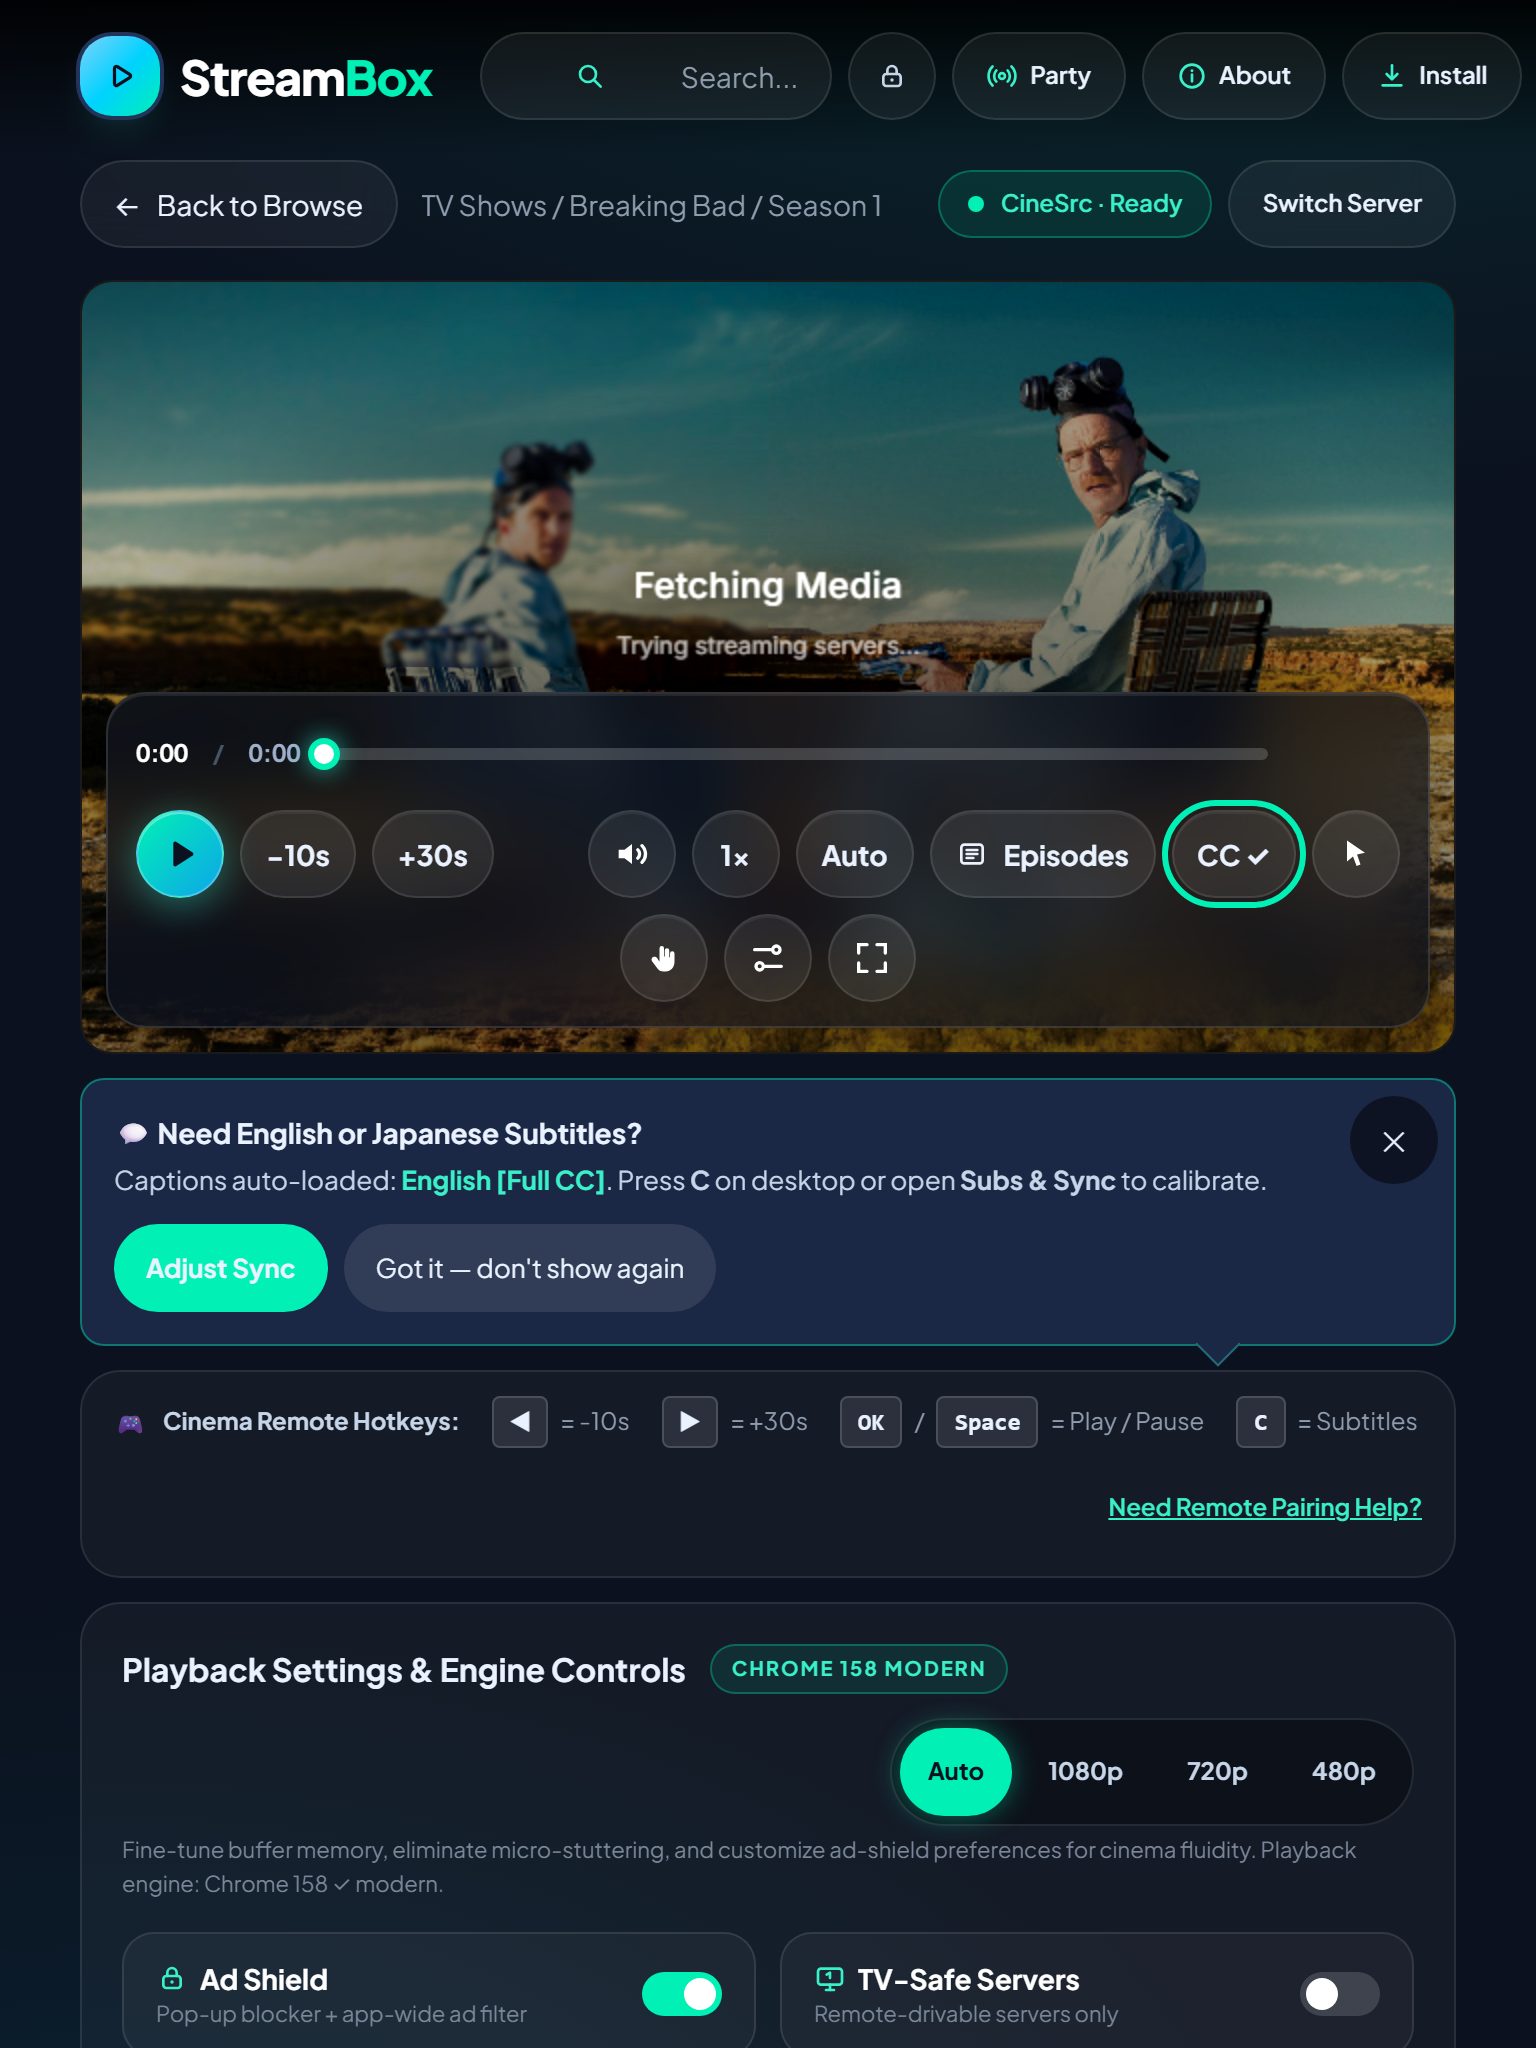 StreamBox
Search...
Party
About
Install
← Back to Browse
TV Shows / Breaking Bad / Season 1
CineSrc · Ready
Switch Server
Fetching Media
Trying streaming servers...
0:00 / 0:00
-10s
+30s
1×
Auto
Episodes
CC ✓
💬 Need English or Japanese Subtitles?
Captions auto-loaded: English [Full CC]. Press C on desktop or open Subs & Sync to calibrate.
Adjust Sync
Got it — don't show again
🎮 Cinema Remote Hotkeys: ◀ = -10s ▶ = +30s OK / Space = Play / Pause C = Subtitles
Need Remote Pairing Help?
Playback Settings & Engine Controls
CHROME 158 MODERN
Auto 1080p 720p 480p
Fine-tune buffer memory, eliminate micro-stuttering, and customize ad-shield preferences for cinema fluidity. Playback
engine: Chrome 158 ✓ modern.
Ad Shield
Pop-up blocker + app-wide ad filter
TV-Safe Servers
Remote-drivable servers only